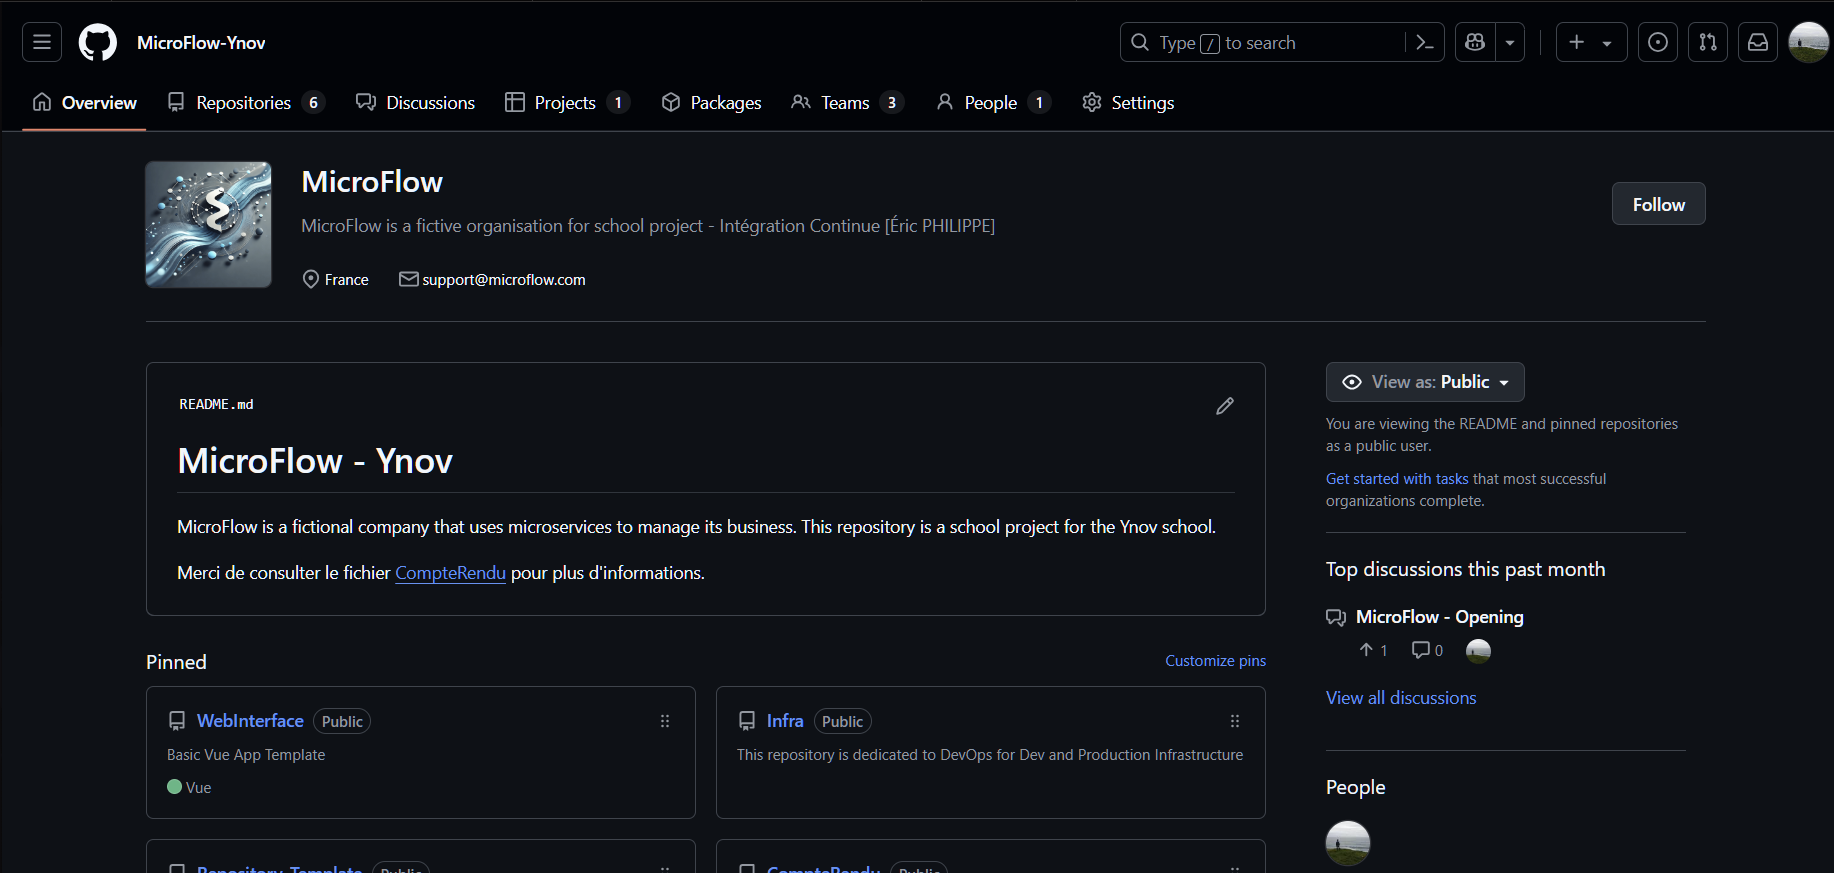 MicroFlow-Ynov
Type / to search
Overview
Repositories 6
Discussions
Projects 1
Packages
Teams 3
People 1
Settings
MicroFlow
MicroFlow is a fictive organisation for school project - Intégration Continue [Éric PHILIPPE]
France
support@microflow.com
Follow
README.md
MicroFlow - Ynov
MicroFlow is a fictional company that uses microservices to manage its business. This repository is a school project for the Ynov school.
Merci de consulter le fichier CompteRendu pour plus d'informations.
Pinned
Customize pins
WebInterface Public
Basic Vue App Template
Vue
Infra Public
This repository is dedicated to DevOps for Dev and Production Infrastructure
Repository-Template Public
CompteRendu Public
View as: Public
You are viewing the README and pinned repositories
as a public user.
Get started with tasks that most successful
organizations complete.
Top discussions this past month
MicroFlow - Opening
1
0
View all discussions
People